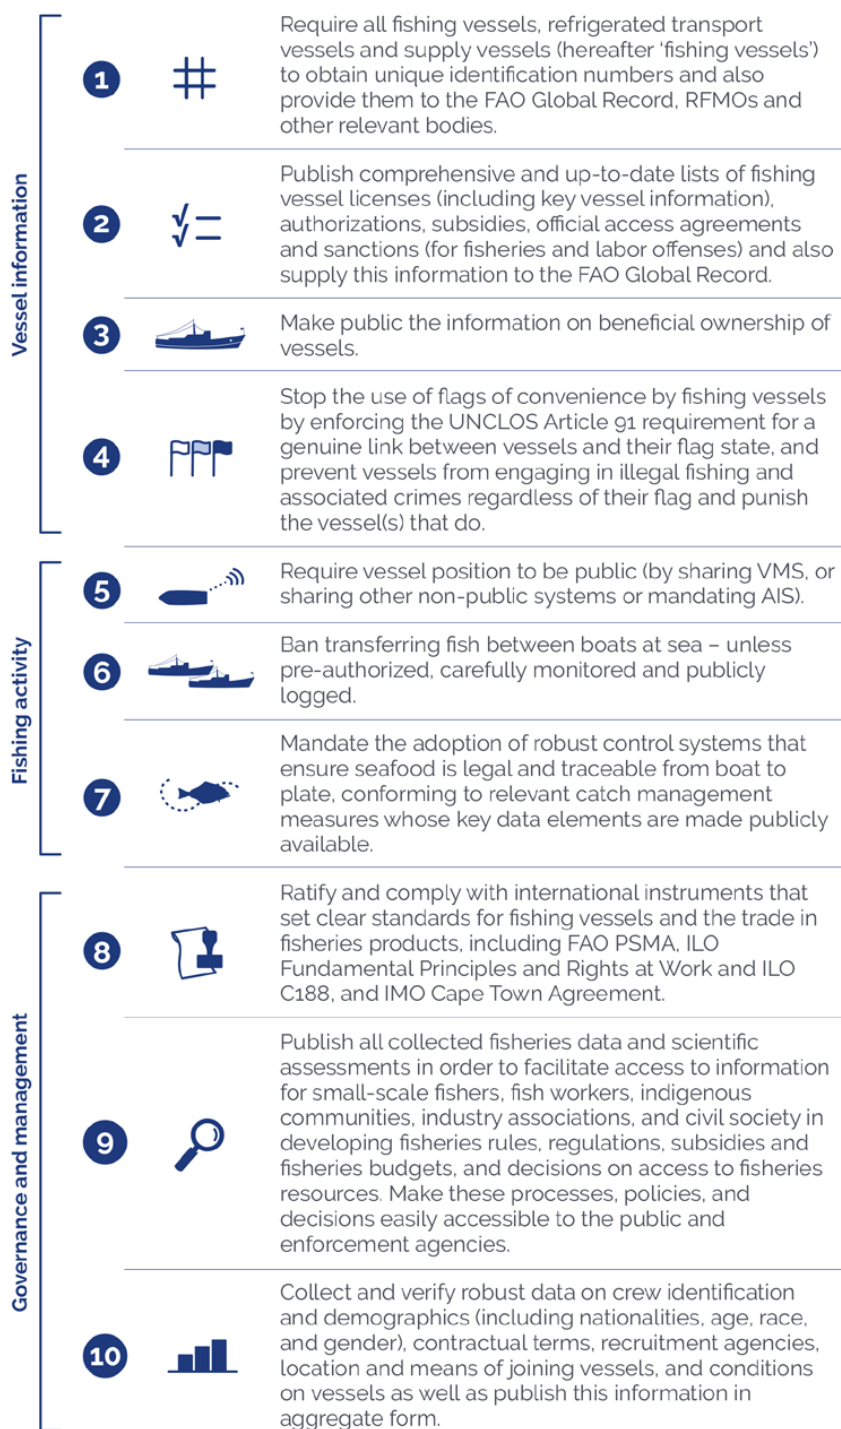 Vessel information
1
Require all fishing vessels, refrigerated transport
vessels and supply vessels (hereafter ‘fishing vessels’)
to obtain unique identification numbers and also
provide them to the FAO Global Record, RFMOs and
other relevant bodies.
2
Publish comprehensive and up-to-date lists of fishing
vessel licenses (including key vessel information),
authorizations, subsidies, official access agreements
and sanctions (for fisheries and labor offenses) and also
supply this information to the FAO Global Record.
3
Make public the information on beneficial ownership of
vessels.
4
Stop the use of flags of convenience by fishing vessels
by enforcing the UNCLOS Article 91 requirement for a
genuine link between vessels and their flag state, and
prevent vessels from engaging in illegal fishing and
associated crimes regardless of their flag and punish
the vessel(s) that do.
Fishing activity
5
Require vessel position to be public (by sharing VMS, or
sharing other non-public systems or mandating AIS).
6
Ban transferring fish between boats at sea – unless
pre-authorized, carefully monitored and publicly
logged.
7
Mandate the adoption of robust control systems that
ensure seafood is legal and traceable from boat to
plate, conforming to relevant catch management
measures whose key data elements are made publicly
available.
Governance and management
8
Ratify and comply with international instruments that
set clear standards for fishing vessels and the trade in
fisheries products, including FAO PSMA, ILO
Fundamental Principles and Rights at Work and ILO
C188, and IMO Cape Town Agreement.
9
Publish all collected fisheries data and scientific
assessments in order to facilitate access to information
for small-scale fishers, fish workers, indigenous
communities, industry associations, and civil society in
developing fisheries rules, regulations, subsidies and
fisheries budgets, and decisions on access to fisheries
resources. Make these processes, policies, and
decisions easily accessible to the public and
enforcement agencies.
10
Collect and verify robust data on crew identification
and demographics (including nationalities, age, race,
and gender), contractual terms, recruitment agencies,
location and means of joining vessels, and conditions
on vessels as well as publish this information in
aggregate form.